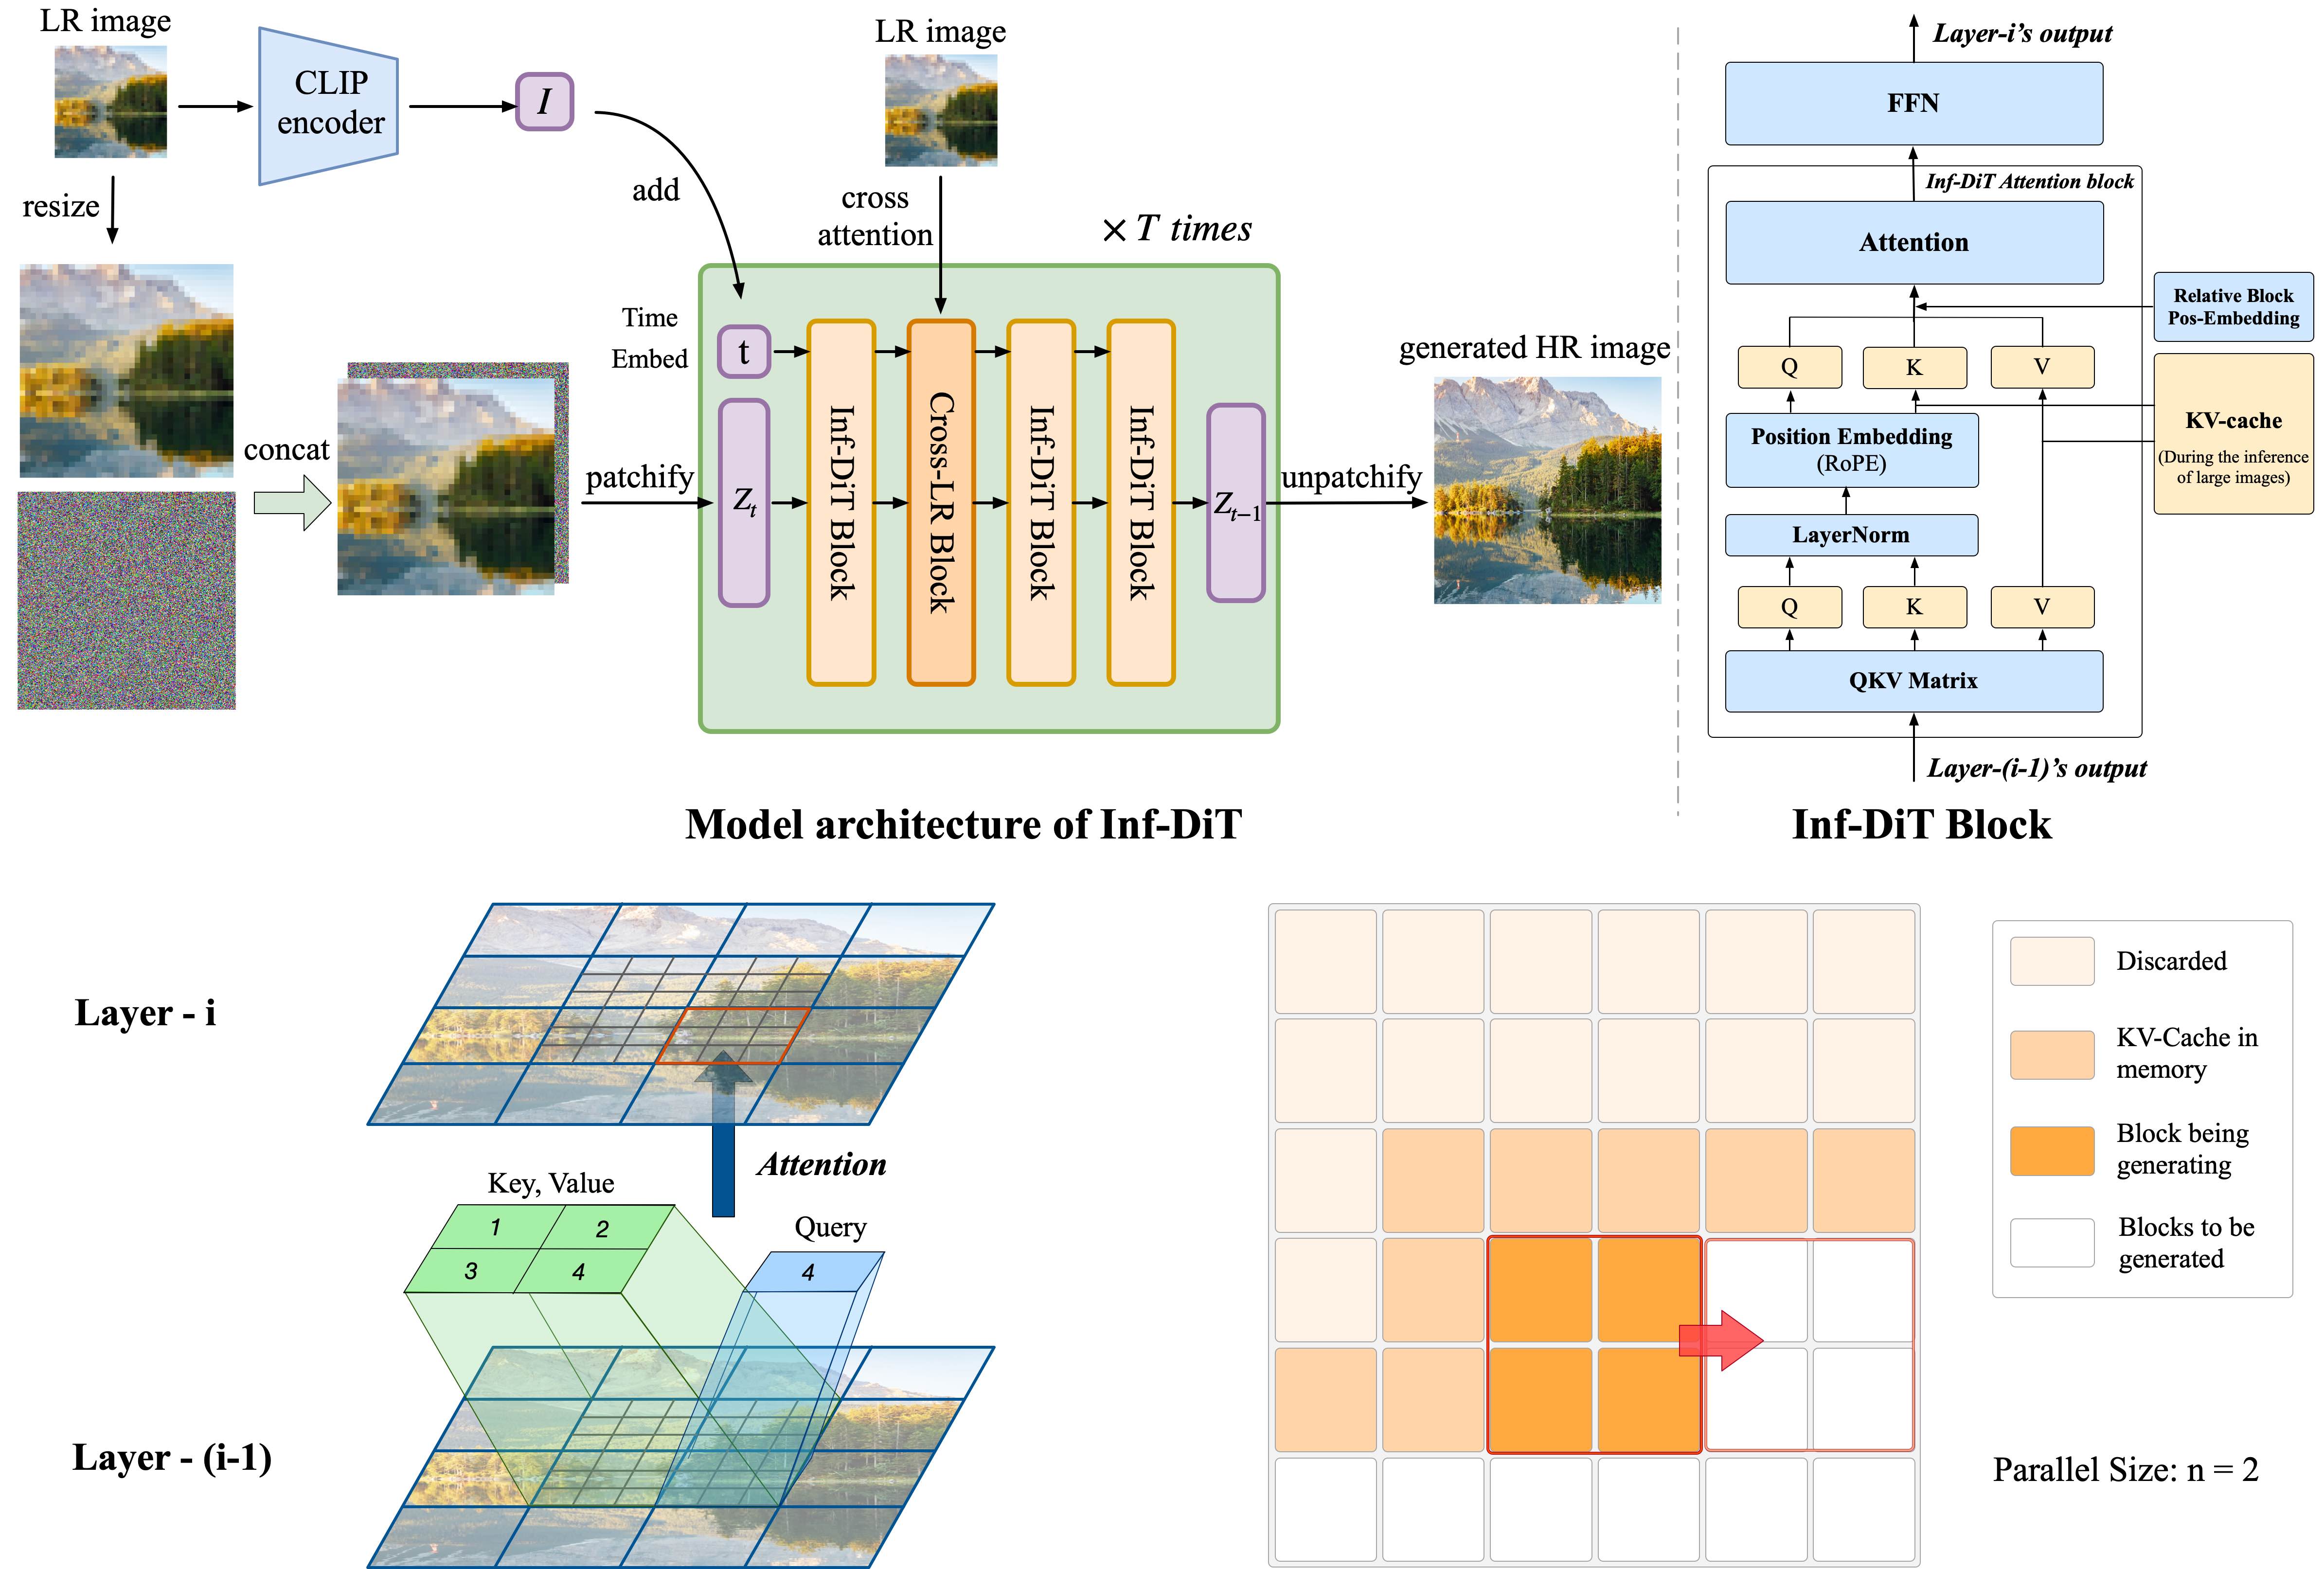 LR image
CLIP
encoder
I
resize
add
LR image
cross
attention
× T times
concat
patchify
Time
Embed
t
Zt
Inf-DiT Block
Cross-LR Block
Inf-DiT Block
Inf-DiT Block
Zt−1
unpatchify
generated HR image
Model architecture of Inf-DiT
Layer-i’s output
FFN
Inf-DiT Attention block
Attention
Relative Block
Pos-Embedding
Q
K
V
Position Embedding
(RoPE)
KV-cache
(During the inference
of large images)
LayerNorm
Q
K
V
QKV Matrix
Layer-(i-1)’s output
Inf-DiT Block
Layer - i
Attention
Key, Value
1
2
3
4
Query
4
Layer - (i-1)
Discarded
KV-Cache in
memory
Block being
generating
Blocks to be
generated
Parallel Size: n = 2